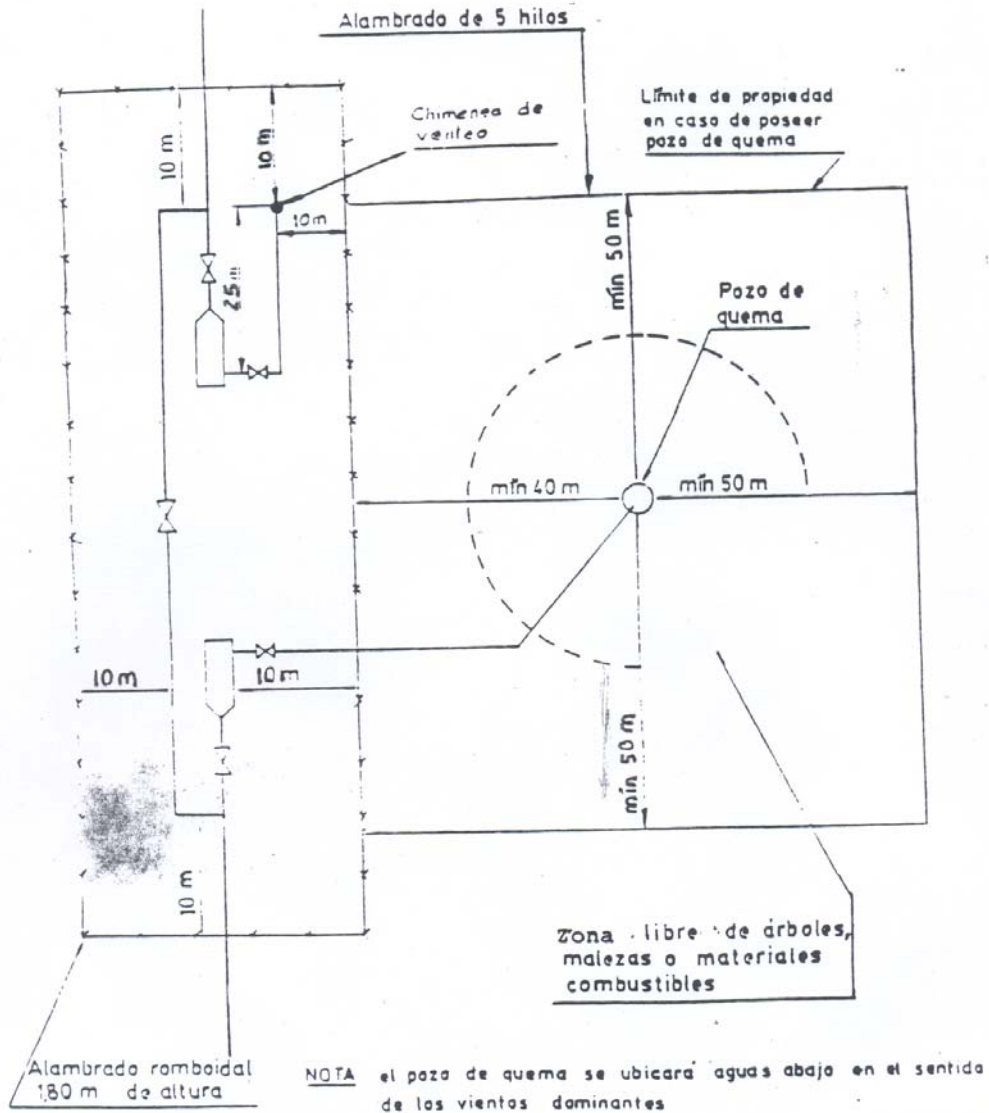 Alambrado de 5 hilos
Límite de propiedad
en caso de poseer
pozo de quema
Chimenea de
venteo
10 m
10 m
10m
25m
mín 50 m
Pozo de
quema
mín 40 m
mín 50 m
10 m
10 m
mín 50 m
10 m
Zona libre de árboles,
malezas o materiales
combustibles
Alambrado romboidal
1,80 m de altura
NOTA el pozo de quema se ubicará aguas abajo en el sentido
de los vientos dominantes